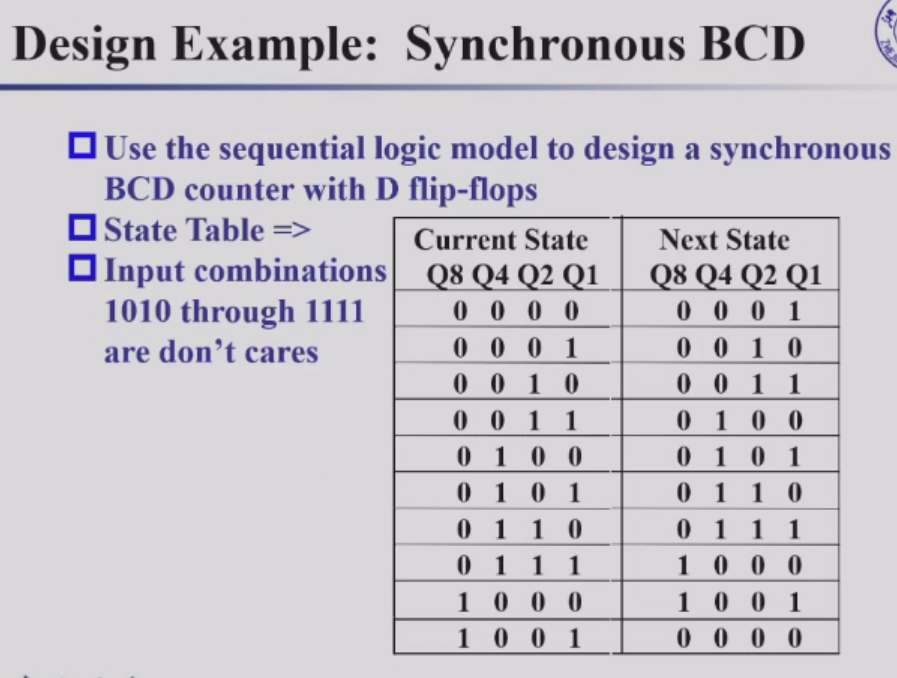 Design Example: Synchronous BCD
Use the sequential logic model to design a synchronous
BCD counter with D flip-flops
State Table =>
Input combinations
1010 through 1111
are don't cares
Current State Next State
Q8 Q4 Q2 Q1 Q8 Q4 Q2 Q1
0 0 0 0 0 0 0 1
0 0 0 1 0 0 1 0
0 0 1 0 0 0 1 1
0 0 1 1 0 1 0 0
0 1 0 0 0 1 0 1
0 1 0 1 0 1 1 0
0 1 1 0 0 1 1 1
0 1 1 1 1 0 0 0
1 0 0 0 1 0 0 1
1 0 0 1 0 0 0 0